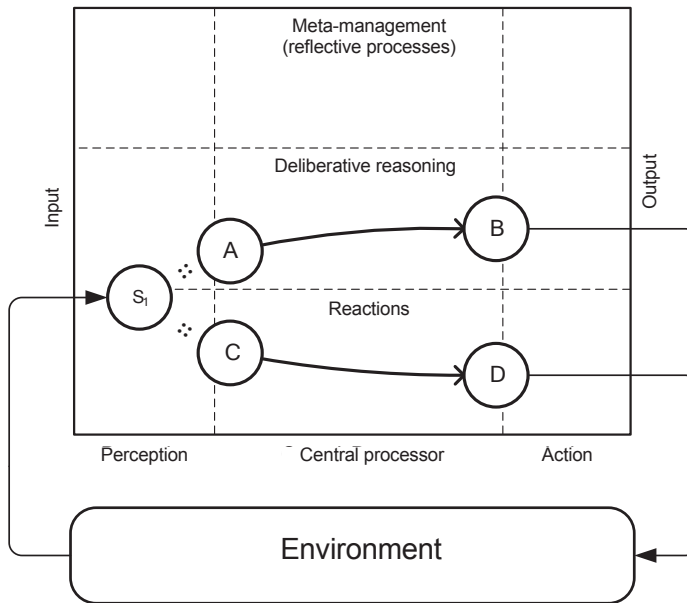 Meta-management
(reflective processes)
Deliberative reasoning
Input
Output
A
B
S1
Reactions
C
D
Perception
Central processor
Action
Environment